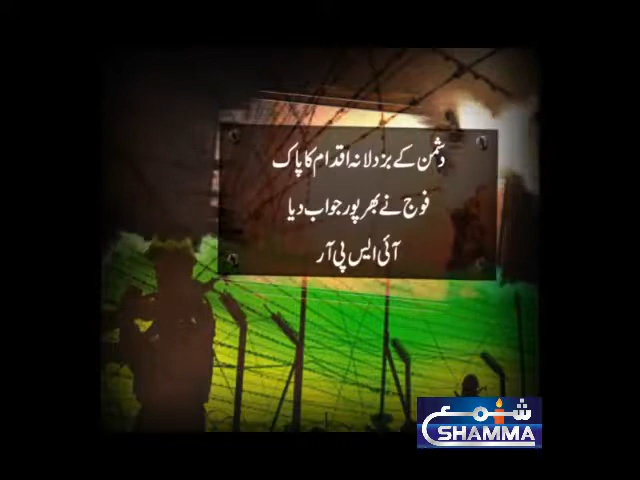 دشمن کے بزدلانہ اقدام کا پاک
فوج نے بھرپور جواب دیا
آئی ایس پی آر
شمع
SHAMMA